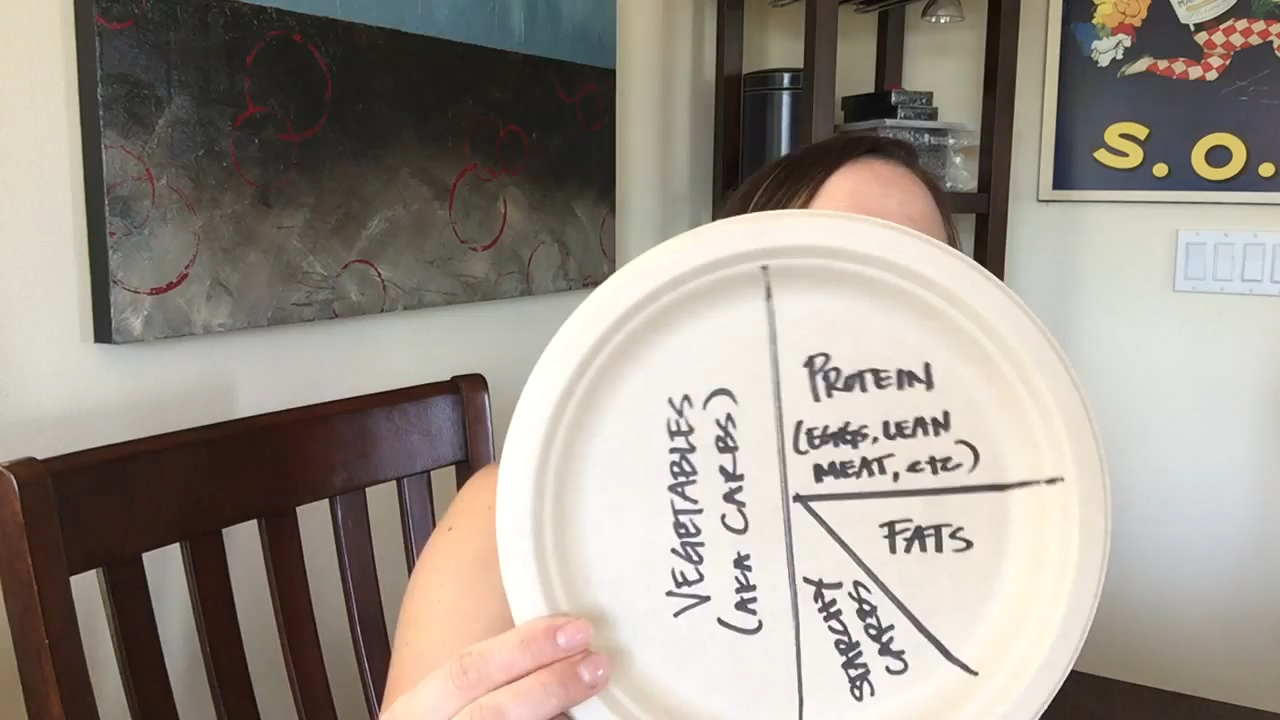 VEGETABLES
(AKA CARBS)
PROTEIN
(EGGS, LEAN
MEAT, etc)
FATS
STARCHY
CARBS
S. O.